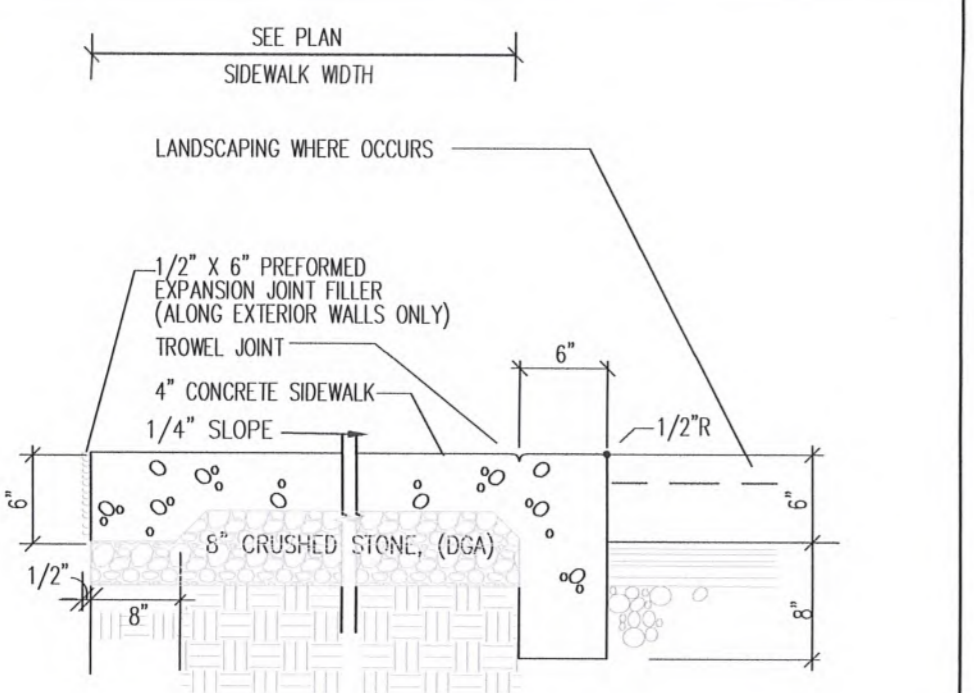 SEE PLAN
SIDEWALK WIDTH
LANDSCAPING WHERE OCCURS
1/2" X 6" PREFORMED
EXPANSION JOINT FILLER
(ALONG EXTERIOR WALLS ONLY)
TROWEL JOINT
6"
4" CONCRETE SIDEWALK
1/4" SLOPE
1/2"R
6"
6"
8" CRUSHED STONE, (DGA)
1/2"
8"
8"